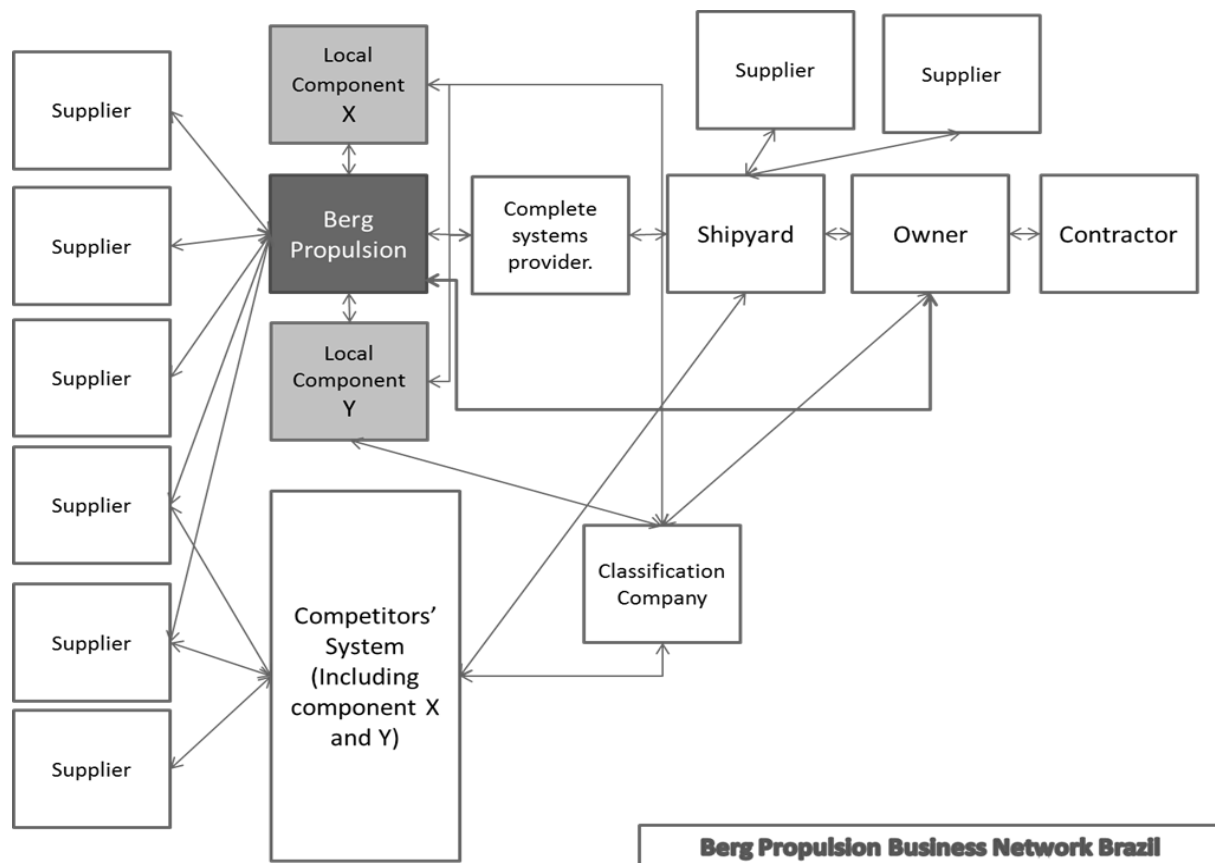 Supplier
Supplier
Supplier
Supplier
Supplier
Supplier
Local
Component
X
Berg
Propulsion
Local
Component
Y
Competitors'
System
(Including
component X
and Y)
Complete
systems
provider.
Supplier
Supplier
Shipyard
Owner
Contractor
Classification
Company
Berg Propulsion Business Network Brazil